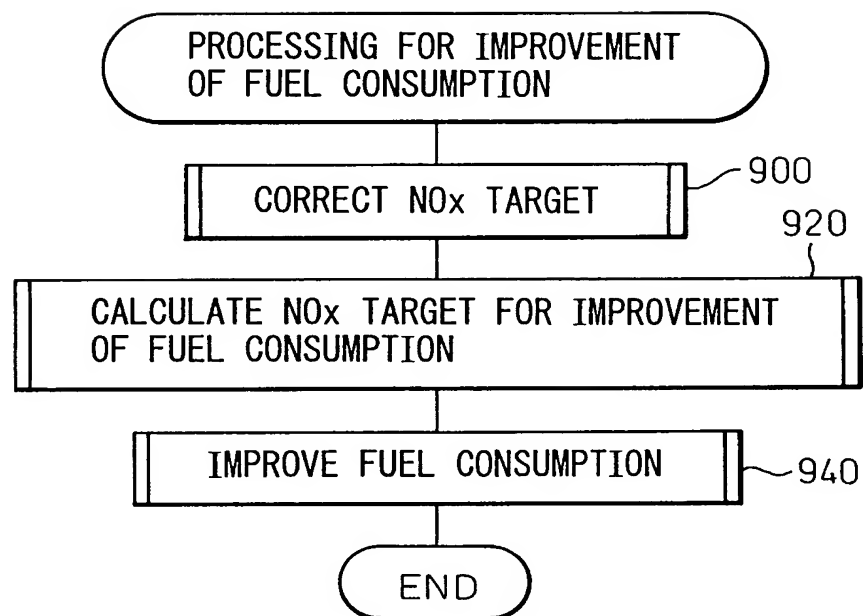 PROCESSING FOR IMPROVEMENT
OF FUEL CONSUMPTION
CORRECT NOx TARGET
900
920
CALCULATE NOx TARGET FOR IMPROVEMENT
OF FUEL CONSUMPTION
IMPROVE FUEL CONSUMPTION
940
END